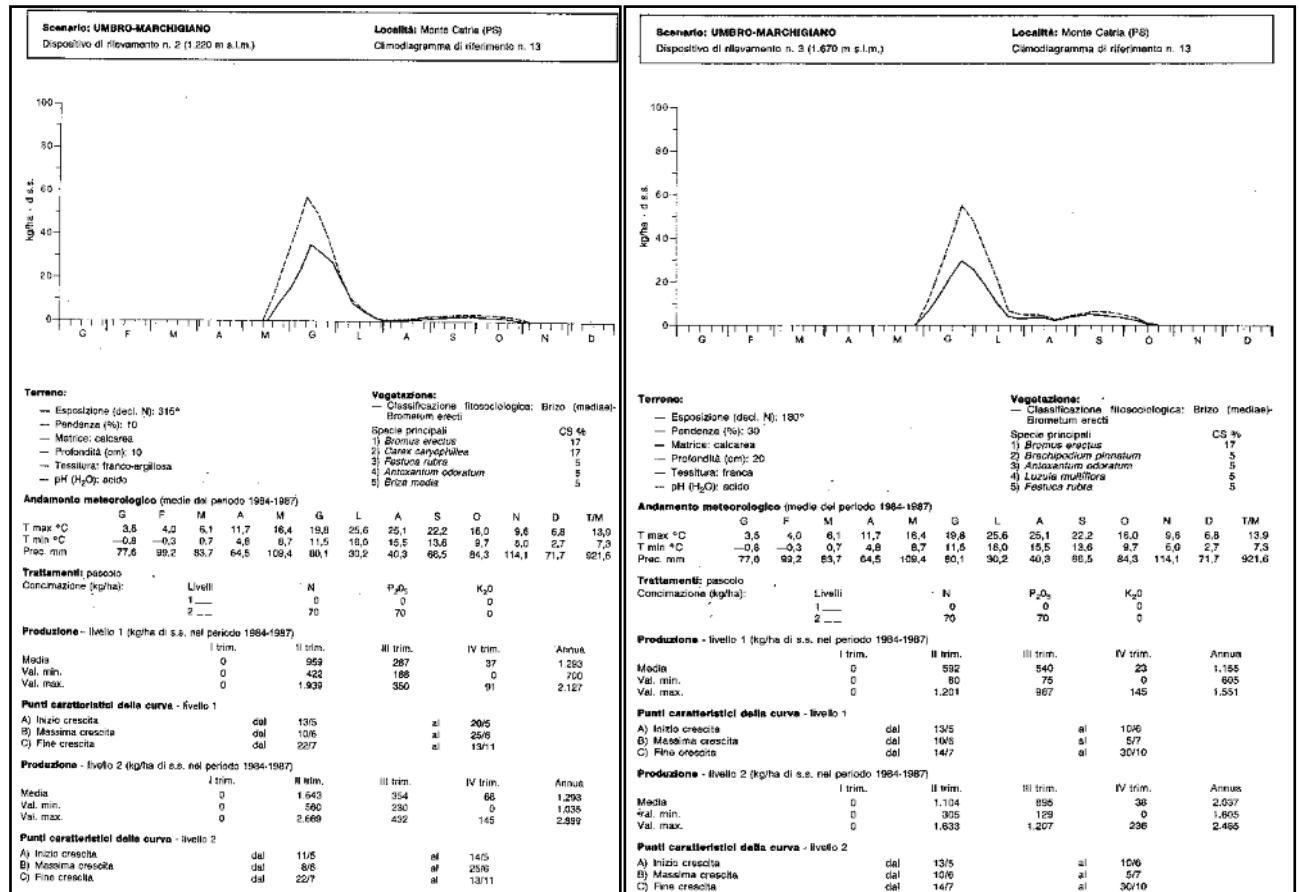 Scenario: UMBRO-MARCHIGIANO Località: Monte Catria (PS)
Dispositivo di rilevamento n. 2 (1.220 m s.l.m.) Climodiagramma di riferimento n. 13
100
80
60
40
20
0
kg/ha · d s.s.
G F M A M G L A S O N D
Terreno:
— Esposizione (decl. N): 315°
— Pendenza (%): 10
— Matrice: calcarea
— Profondità (cm): 10
— Tessitura: franco-argillosa
— pH (H₂O): acido
Vegetazione:
— Classificazione fitosociologica: Brizo (mediae)-
Brometum erecti
Specie principali CS %
1) Bromus erectus 17
2) Carex caryophillea 17
3) Festuca rubra 5
4) Antoxantum odoratum 5
5) Briza media 5
Andamento meteorologico (medie del periodo 1984-1987)
G F M A M G L A S O N D T/M
T max °C 3,5 4,0 6,1 11,7 16,4 19,8 25,6 25,1 22,2 16,0 9,6 6,8 13,9
T min °C —0,8 —0,3 0,7 4,8 8,7 11,5 16,0 15,5 13,6 9,7 6,0 2,7 7,3
Prec. mm 77,6 99,2 83,7 64,5 109,4 80,1 30,2 40,3 66,5 84,3 114,1 71,7 921,6
Trattamenti: pascolo
Concimazione (kg/ha): Livelli N P₂O₅ K₂O
1 ___ 0 0 0
2 _ _ 70 70 0
Produzione - livello 1 (kg/ha di s.s. nel periodo 1984-1987)
I trim. II trim. III trim. IV trim. Annua
Media 0 959 287 37 1.293
Val. min. 0 422 188 0 700
Val. max. 0 1.939 350 91 2.127
Punti caratteristici della curva - livello 1
A) Inizio crescita dal 13/5 al 20/5
B) Massima crescita dal 10/6 al 25/6
C) Fine crescita dal 22/7 al 13/11
Produzione - livello 2 (kg/ha di s.s. nel periodo 1984-1987)
I trim. II trim. III trim. IV trim. Annua
Media 0 1.643 354 66 1.293
Val. min. 0 560 230 0 1.035
Val. max. 0 2.669 432 145 2.999
Punti caratteristici della curva - livello 2
A) Inizio crescita dal 11/5 al 14/5
B) Massima crescita dal 8/6 al 25/6
C) Fine crescita dal 22/7 al 13/11
Scenario: UMBRO-MARCHIGIANO Località: Monte Catria (PS)
Dispositivo di rilevamento n. 3 (1.670 m s.l.m.) Climodiagramma di riferimento n. 13
100
80
60
40
20
0
kg/ha · d s.s.
G F M A M G L A S O N D
Terreno:
— Esposizione (decl. N): 180°
— Pendenza (%): 30
— Matrice: calcarea
— Profondità (cm): 20
— Tessitura: franca
— pH (H₂O): acido
Vegetazione:
— Classificazione fitosociologica: Brizo (mediae)-
Brometum erecti
Specie principali CS %
1) Bromus erectus 17
2) Brachipodium pinnatum 5
3) Antoxantum odoratum 5
4) Luzula multiflora 5
5) Festuca rubra 5
Andamento meteorologico (medie del periodo 1984-1987)
G F M A M G L A S O N D T/M
T max °C 3,5 4,0 6,1 11,7 16,4 19,8 25,6 25,1 22,2 16,0 9,6 6,8 13,9
T min °C —0,8 —0,3 0,7 4,8 8,7 11,5 16,0 15,5 13,6 9,7 6,0 2,7 7,3
Prec. mm 77,0 99,2 83,7 64,5 109,4 80,1 30,2 40,3 66,5 84,3 114,1 71,7 921,6
Trattamenti: pascolo
Concimazione (kg/ha): Livelli N P₂O₅ K₂O
1 ___ 0 0 0
2 _ _ 70 70 0
Produzione - livello 1 (kg/ha di s.s. nel periodo 1984-1987)
I trim. II trim. III trim. IV trim. Annua
Media 0 592 540 23 1.155
Val. min. 0 80 75 0 605
Val. max. 0 1.201 967 145 1.551
Punti caratteristici della curva - livello 1
A) Inizio crescita dal 13/5 al 10/6
B) Massima crescita dal 10/6 al 5/7
C) Fine crescita dal 14/7 al 30/10
Produzione - livello 2 (kg/ha di s.s. nel periodo 1984-1987)
I trim. II trim. III trim. IV trim. Annua
Media 0 1.104 895 38 2.037
Val. min. 0 305 129 0 1.605
Val. max. 0 1.633 1.207 236 2.465
Punti caratteristici della curva - livello 2
A) Inizio crescita dal 13/5 al 10/6
B) Massima crescita dal 10/6 al 5/7
C) Fine crescita dal 14/7 al 30/10